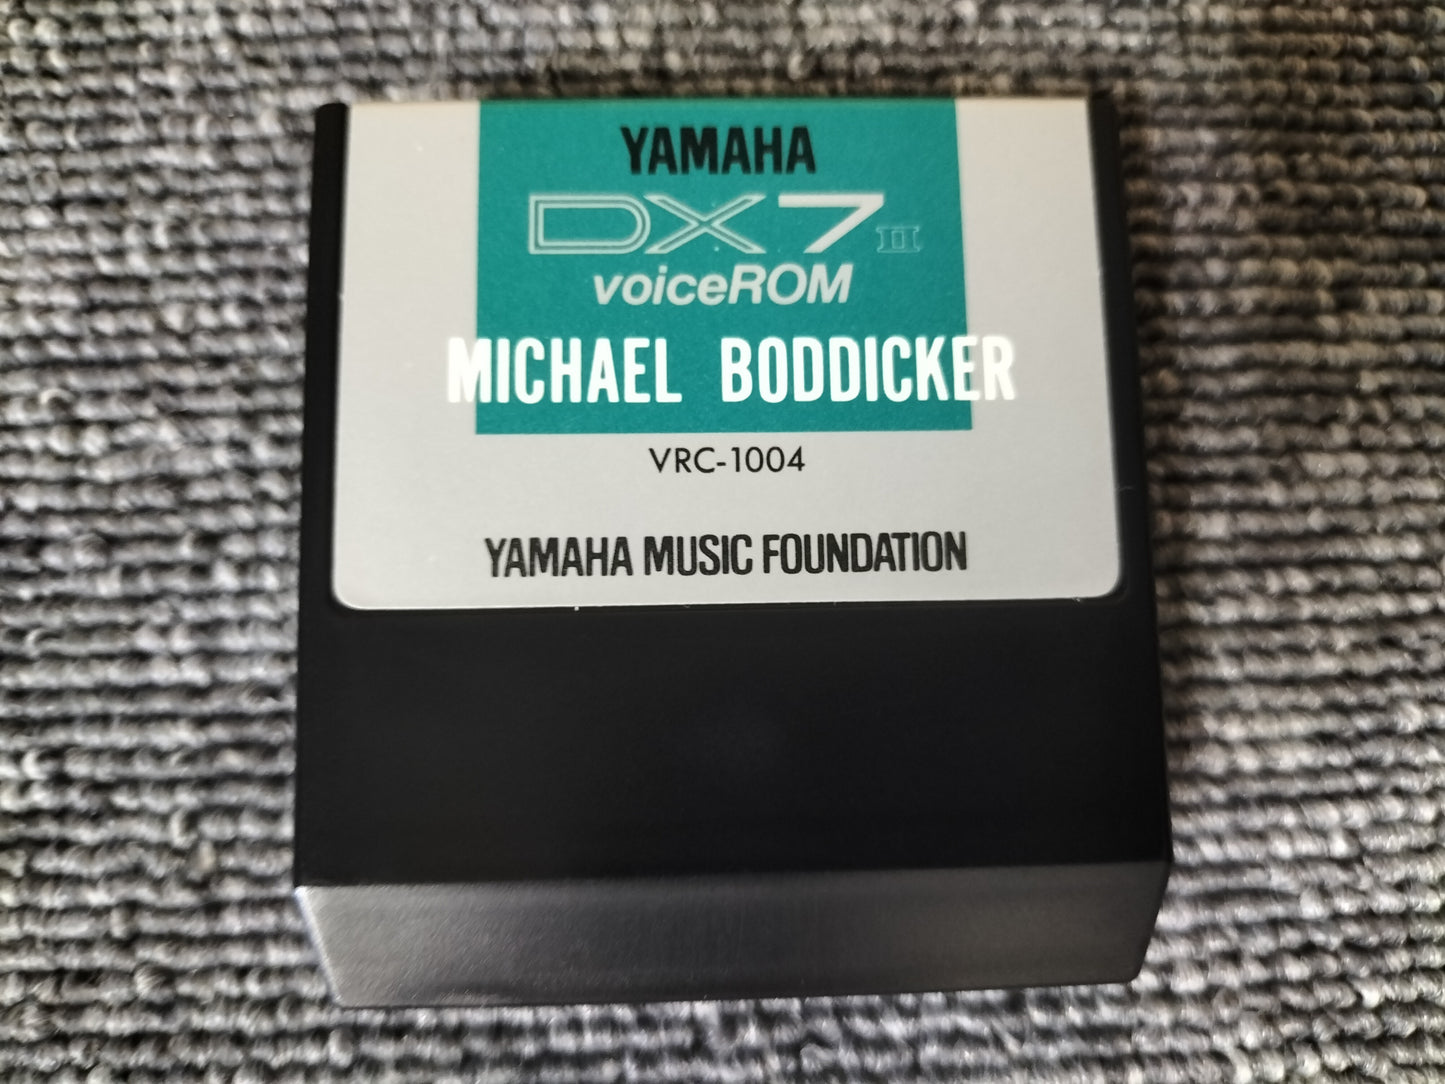 YAMAHA
DX7II
voiceROM
MICHAEL BODDICKER
VRC-1004
YAMAHA MUSIC FOUNDATION